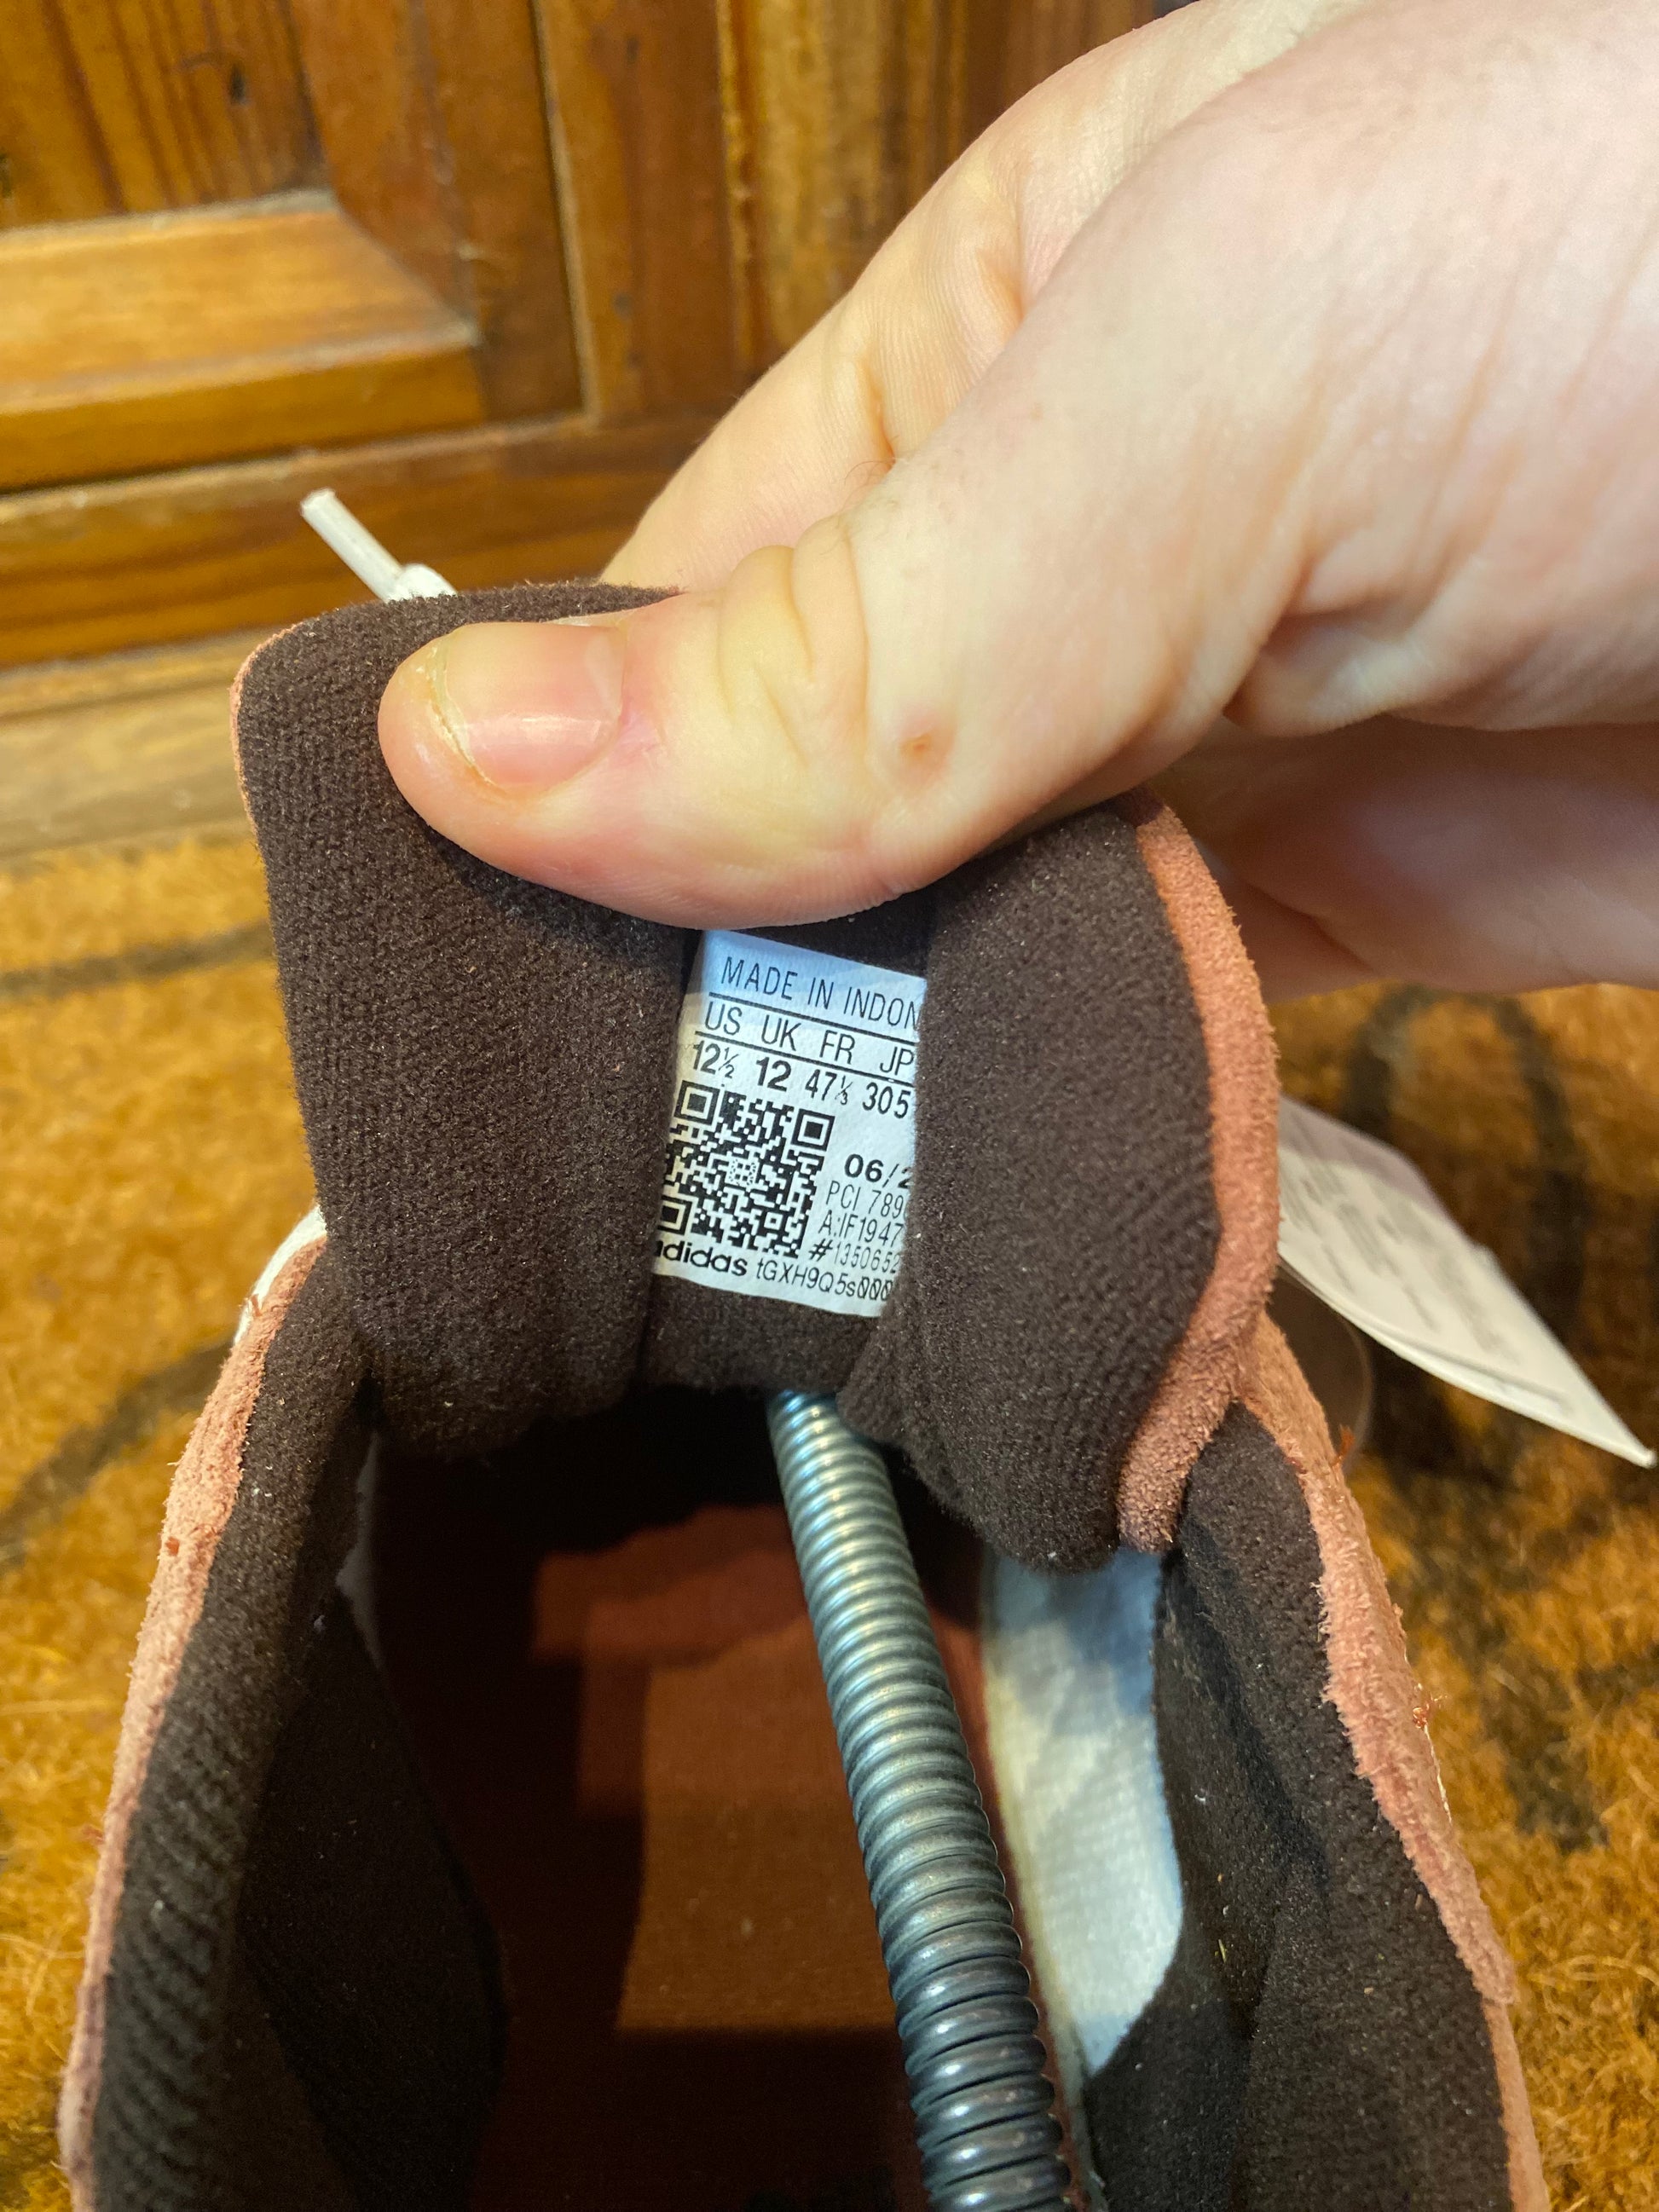 MADE IN INDON
US UK FR JP
12½ 12 47⅓ 305
06/2
PCI 789
A:IF1947
#1350652
adidas tGXH9Q5s000